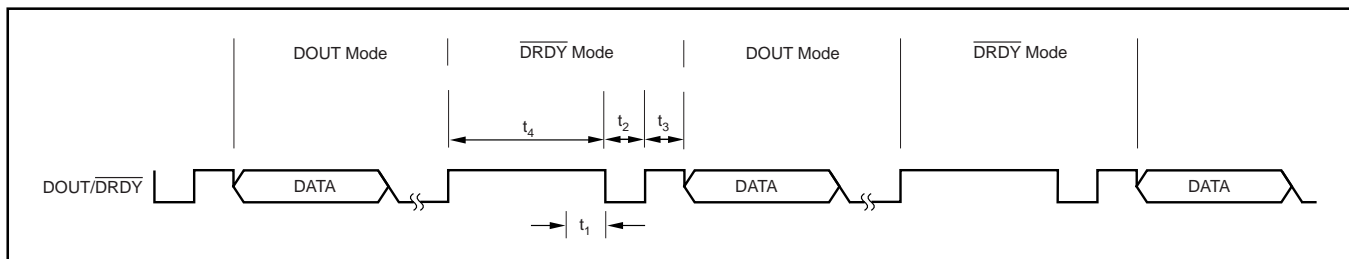 DOUT Mode DRDY Mode DOUT Mode DRDY Mode
t4 t2 t3
DOUT/DRDY DATA DATA DATA
t1